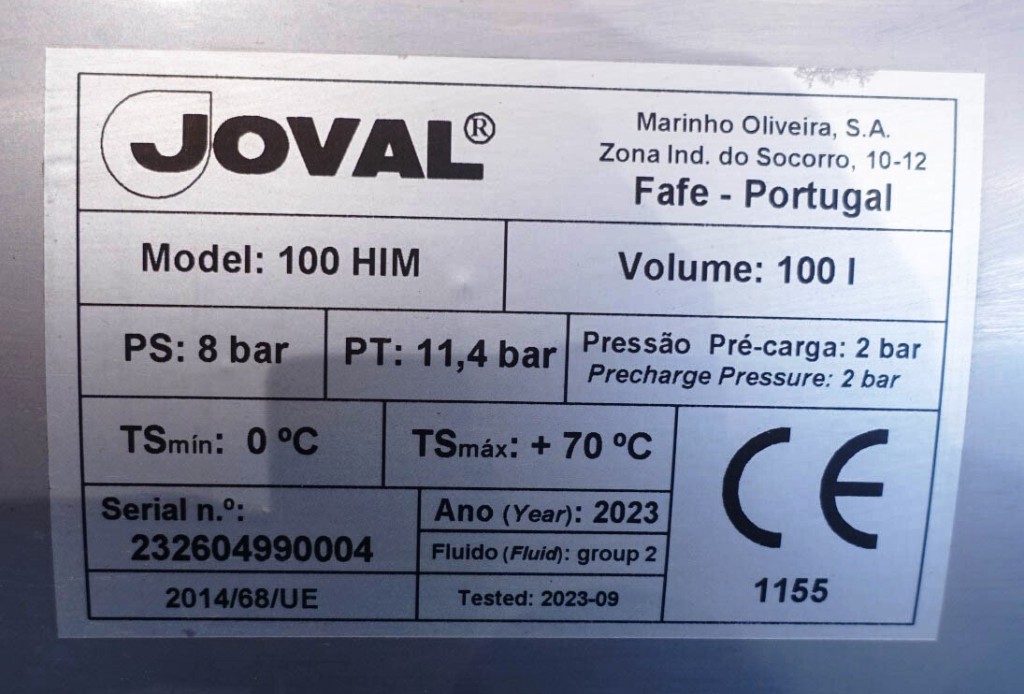 JOVAL®
Marinho Oliveira, S.A.
Zona Ind. do Socorro, 10-12
Fafe - Portugal
Model: 100 HIM
Volume: 100 l
PS: 8 bar
PT: 11,4 bar
Pressão Pré-carga: 2 bar
Precharge Pressure: 2 bar
TSmín: 0 ºC
TSmáx: + 70 ºC
CE
1155
Serial n.º:
232604990004
2014/68/UE
Ano (Year): 2023
Fluido (Fluid): group 2
Tested: 2023-09